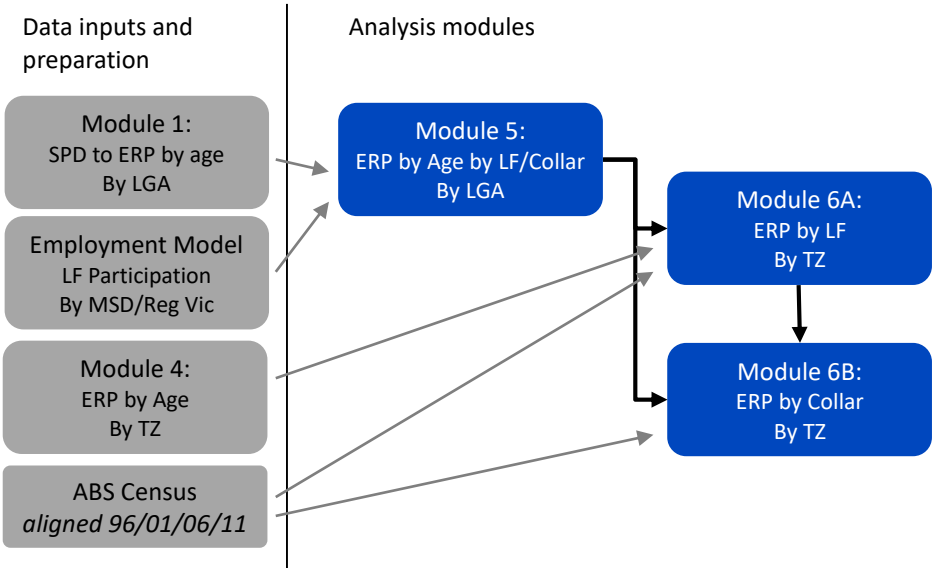 Data inputs and
preparation
Analysis modules
Module 1:
SPD to ERP by age
By LGA
Employment Model
LF Participation
By MSD/Reg Vic
Module 4:
ERP by Age
By TZ
ABS Census
aligned 96/01/06/11
Module 5:
ERP by Age by LF/Collar
By LGA
Module 6A:
ERP by LF
By TZ
Module 6B:
ERP by Collar
By TZ